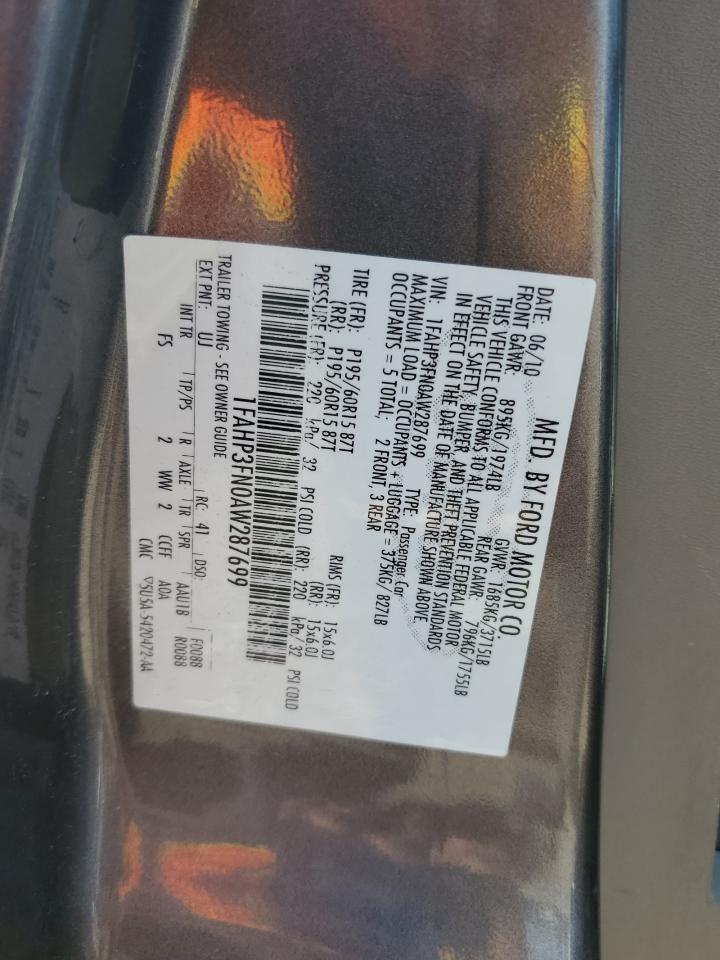 MFD. BY FORD MOTOR CO
DATE: 06/10 GVWR: 1685KG/3715LB
FRONT GAWR: 895KG/1974LB REAR GAWR: 796KG/1755LB
THIS VEHICLE CONFORMS TO ALL APPLICABLE FEDERAL MOTOR
VEHICLE SAFETY, BUMPER, AND THEFT PREVENTION STANDARDS
IN EFFECT ON THE DATE OF MANUFACTURE SHOWN ABOVE.
VIN: 1FAHP3FN0AW287699 TYPE: Passenger Car
MAXIMUM LOAD = OCCUPANTS + LUGGAGE = 375KG/ 827LB
OCCUPANTS = 5 TOTAL; 2 FRONT, 3 REAR
TIRE (FR): P195/60R15 87T RIMS (FR): 15x6.0J
(RR): P195/60R15 87T (RR): 15x6.0J
PRESSURE (FR): 220 kPa/ 32 PSI COLD (RR): 220 kPa/32 PSI COLD
1FAHP3FN0AW287699
TRAILER TOWING - SEE OWNER GUIDE
EXT PNT: UJ RC: 41 DSO: F0088
INT TR TP/PS R AXLE TR SPR AAU1B R0088
FS 2 WW 2 CCFF ADA
CMC 5U5A-5420472-AA